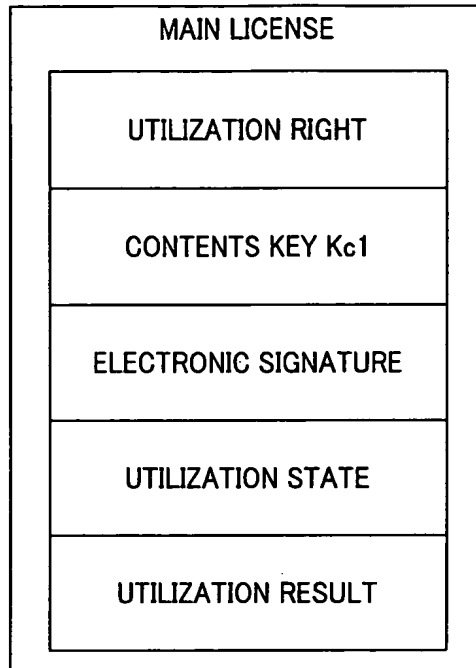 MAIN LICENSE
UTILIZATION RIGHT
CONTENTS KEY Kc1
ELECTRONIC SIGNATURE
UTILIZATION STATE
UTILIZATION RESULT